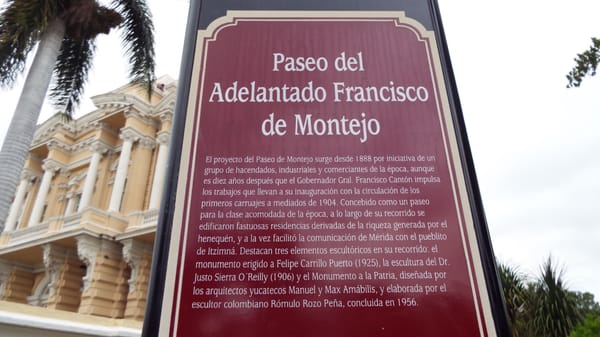 Paseo del
Adelantado Francisco
de Montejo
El proyecto del Paseo de Montejo surge desde 1888 por iniciativa de un
grupo de hacendados, industriales y comerciantes de la época, aunque
es diez años después que el Gobernador Gral. Francisco Cantón impulsa
los trabajos que llevan a su inauguración con la circulación de los
primeros carruajes a mediados de 1904. Concebido como un paseo
para la clase acomodada de la época, a lo largo de su recorrido se
edificaron fastuosas residencias derivadas de la riqueza generada por el
henequén, y a la vez facilitó la comunicación de Mérida con el pueblito
de Itzimná. Destacan tres elementos escultóricos en su recorrido: el
monumento erigido a Felipe Carrillo Puerto (1925), la escultura del Dr.
Justo Sierra O´Reilly (1906) y el Monumento a la Patria, diseñada por
los arquitectos yucatecos Manuel y Max Amábilis, y elaborada por el
escultor colombiano Rómulo Rozo Peña, concluida en 1956.